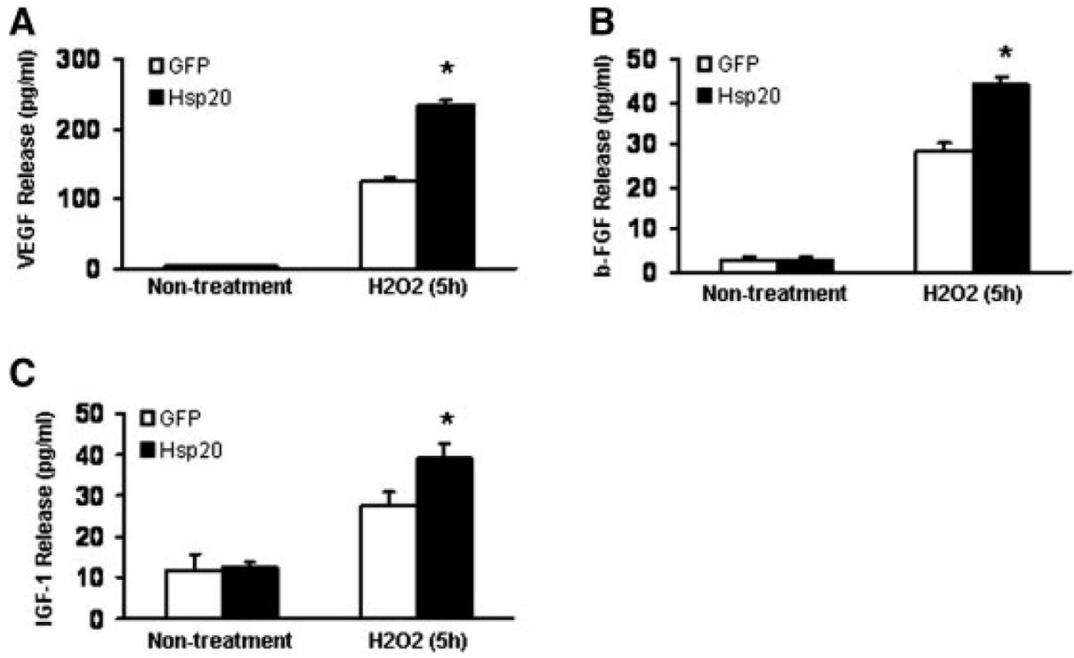 A
VEGF Release (pg/ml)
300
200
100
0
GFP
Hsp20
*
Non-treatment
H2O2 (5h)
B
b-FGF Release (pg/ml)
50
40
30
20
10
0
GFP
Hsp20
*
Non-treatment
H2O2 (5h)
C
IGF-1 Release (pg/ml)
50
40
30
20
10
0
GFP
Hsp20
*
Non-treatment
H2O2 (5h)